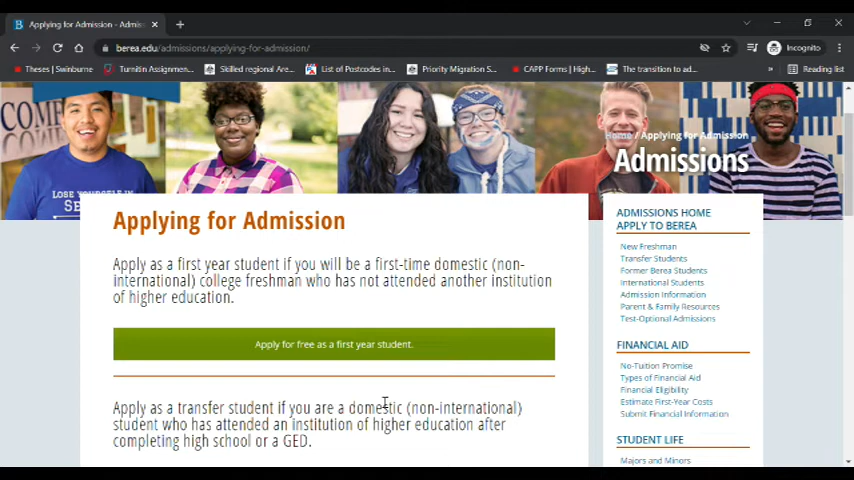 Applying for Admission - Admiss
berea.edu/admissions/applying-for-admission/
Incognito
Theses | Swinburne
Turnitin Assignmen...
Skilled regional Are...
List of Postcodes in...
Priority Migration S...
CAPP Forms | High...
The transition to ad...
»
Reading list
COME
LOSE YOURSELF IN
Home / Applying for Admission
Admissions
Applying for Admission
Apply as a first year student if you will be a first-time domestic (non-
international) college freshman who has not attended another institution
of higher education.
Apply for free as a first year student.
Apply as a transfer student if you are a domestic (non-international)
student who has attended an institution of higher education after
completing high school or a GED.
ADMISSIONS HOME
APPLY TO BEREA
New Freshman
Transfer Students
Former Berea Students
International Students
Admission Information
Parent & Family Resources
Test-Optional Admissions
FINANCIAL AID
No-Tuition Promise
Types of Financial Aid
Financial Eligibility
Estimate First-Year Costs
Submit Financial Information
STUDENT LIFE
Majors and Minors